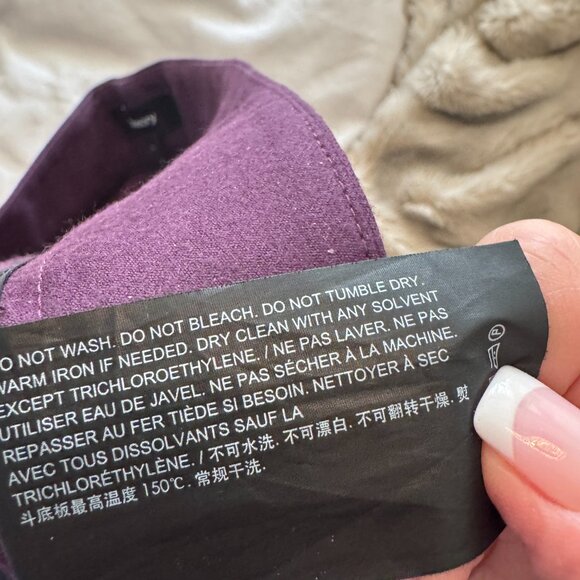 O NOT WASH. DO NOT BLEACH. DO NOT TUMBLE DRY.
WARM IRON IF NEEDED. DRY CLEAN WITH ANY SOLVENT
EXCEPT TRICHLOROETHYLENE. / NE PAS LAVER. NE PAS
UTILISER EAU DE JAVEL. NE PAS SÉCHER À LA MACHINE.
REPASSER AU FER TIÈDE SI BESOIN. NETTOYER À SEC
AVEC TOUS DISSOLVANTS SAUF LA
TRICHLORÉTHYLÈNE. / 不可水洗. 不可漂白. 不可翻转干燥. 熨
斗底板最高温度 150℃. 常规干洗.
P